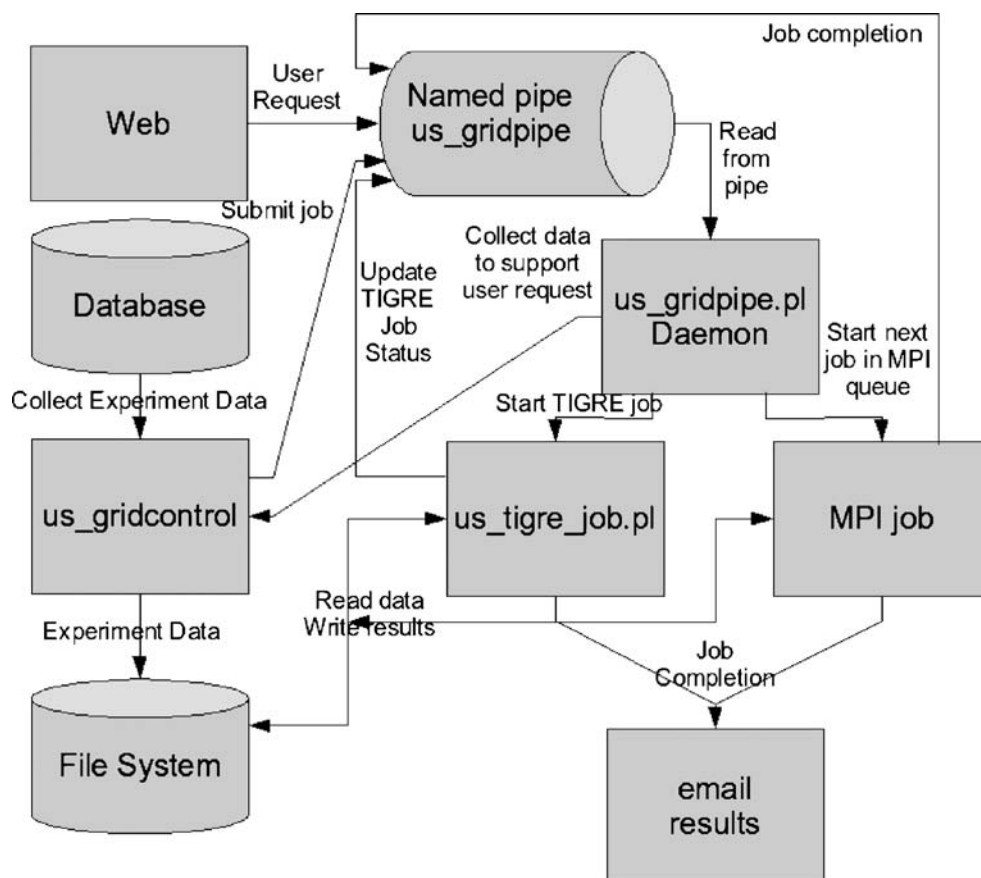 Job completion
User
Request
Named pipe
us_gridpipe
Web
Read
from
pipe
Submit job
Collect data
to support
user request
Update
TIGRE
Job
Status
Database
us_gridpipe.pl
Daemon
Start next
job in MPI
queue
Collect Experiment Data
Start TIGRE job
us_gridcontrol
us_tigre_job.pl
MPI job
Read data
Write results
Experiment Data
Job
Completion
File System
email
results